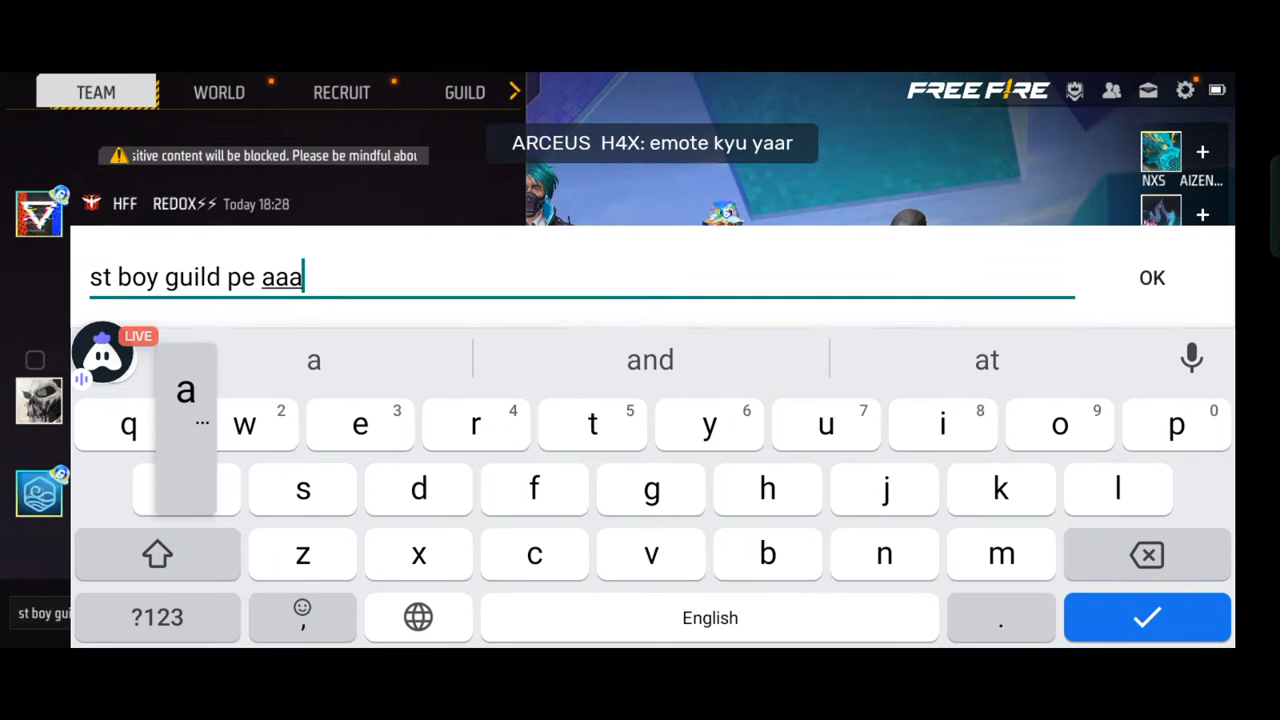 TEAM WORLD RECRUIT GUILD
FREE FIRE
sitive content will be blocked. Please be mindful abou
ARCEUS H4X: emote kyu yaar
NXS AIZEN...
HFF REDOX⚡⚡ Today 18:28
st boy guild pe aaa
OK
LIVE
a and at
a
...
q w 2 e 3 r 4 t 5 y 6 u 7 i 8 o 9 p 0
s d f g h j k l
z x c v b n m
st boy gui
?123 , English .